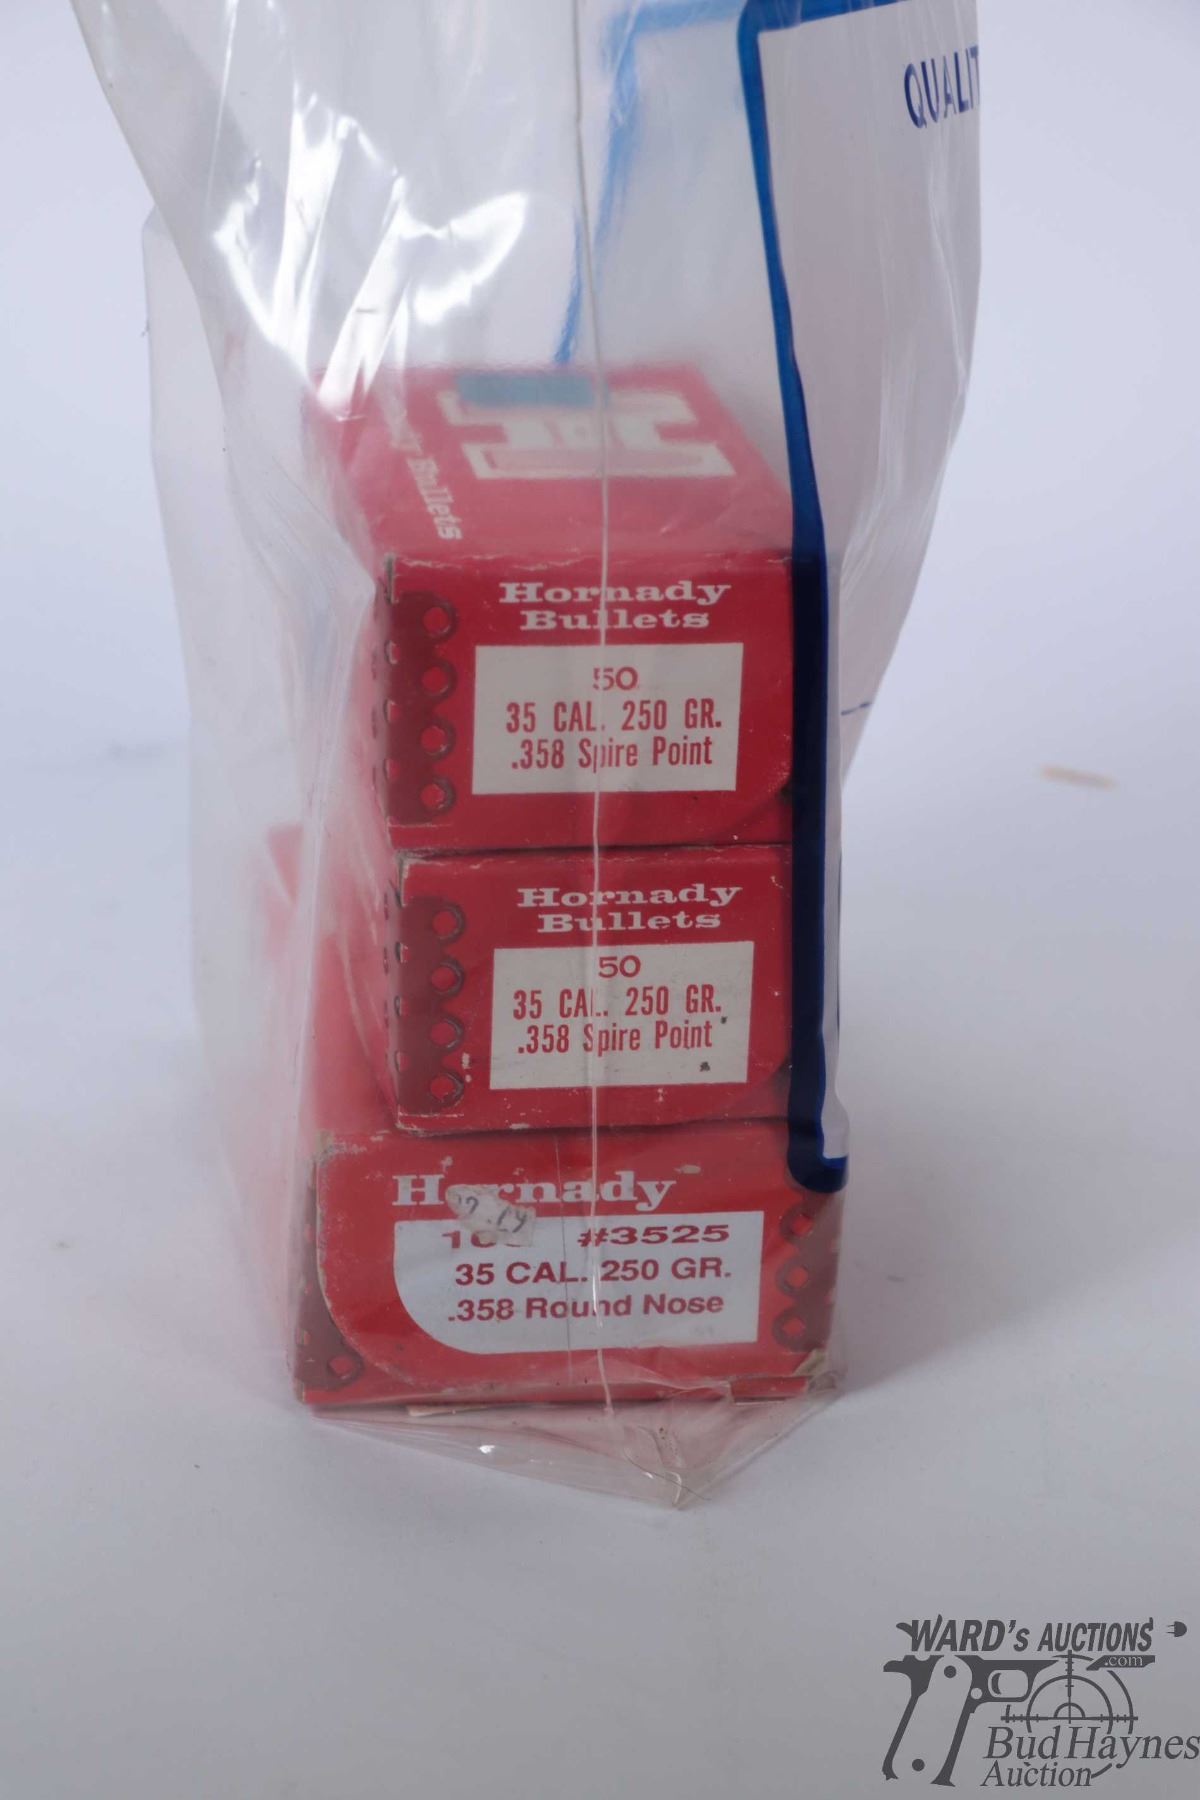 QUALIT
Bullets
Hornady
Bullets
50
35 CAL. 250 GR.
.358 Spire Point
Hornady
Bullets
50
35 CAL. 250 GR.
.358 Spire Point
Hornady
#3525
35 CAL. 250 GR.
.358 Round Nose
WARD's AUCTIONS
.com
Bud Haynes
Auction